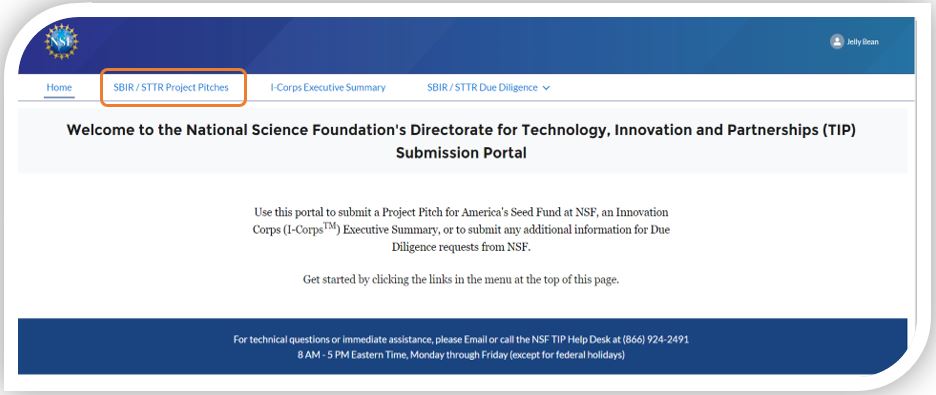 NSF
Jelly Bean
Home
SBIR / STTR Project Pitches
I-Corps Executive Summary
SBIR / STTR Due Diligence
Welcome to the National Science Foundation's Directorate for Technology, Innovation and Partnerships (TIP)
Submission Portal
Use this portal to submit a Project Pitch for America's Seed Fund at NSF, an Innovation
Corps (I-Corps™) Executive Summary, or to submit any additional information for Due
Diligence requests from NSF.
Get started by clicking the links in the menu at the top of this page.
For technical questions or immediate assistance, please Email or call the NSF TIP Help Desk at (866) 924-2491
8 AM - 5 PM Eastern Time, Monday through Friday (except for federal holidays)